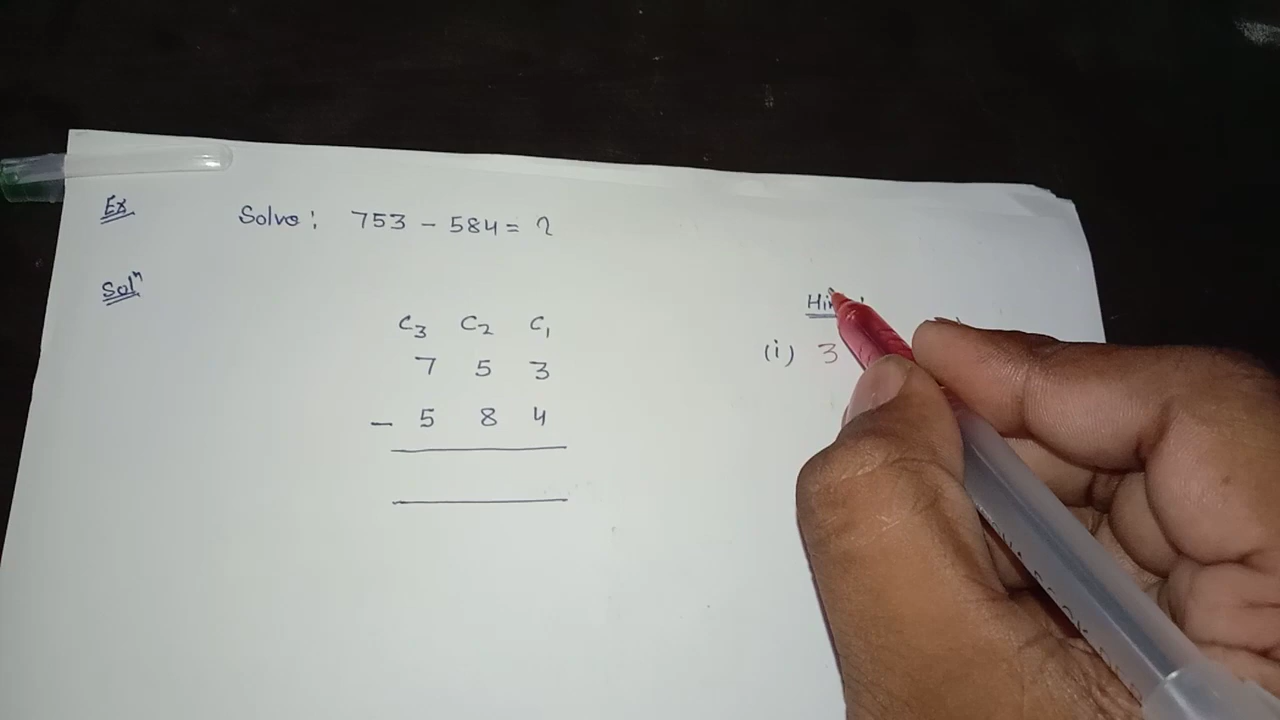 Ex Solve: 753 - 584 = ?
Solⁿ
C₃ C₂ C₁
7 5 3
- 5 8 4
(i) 3